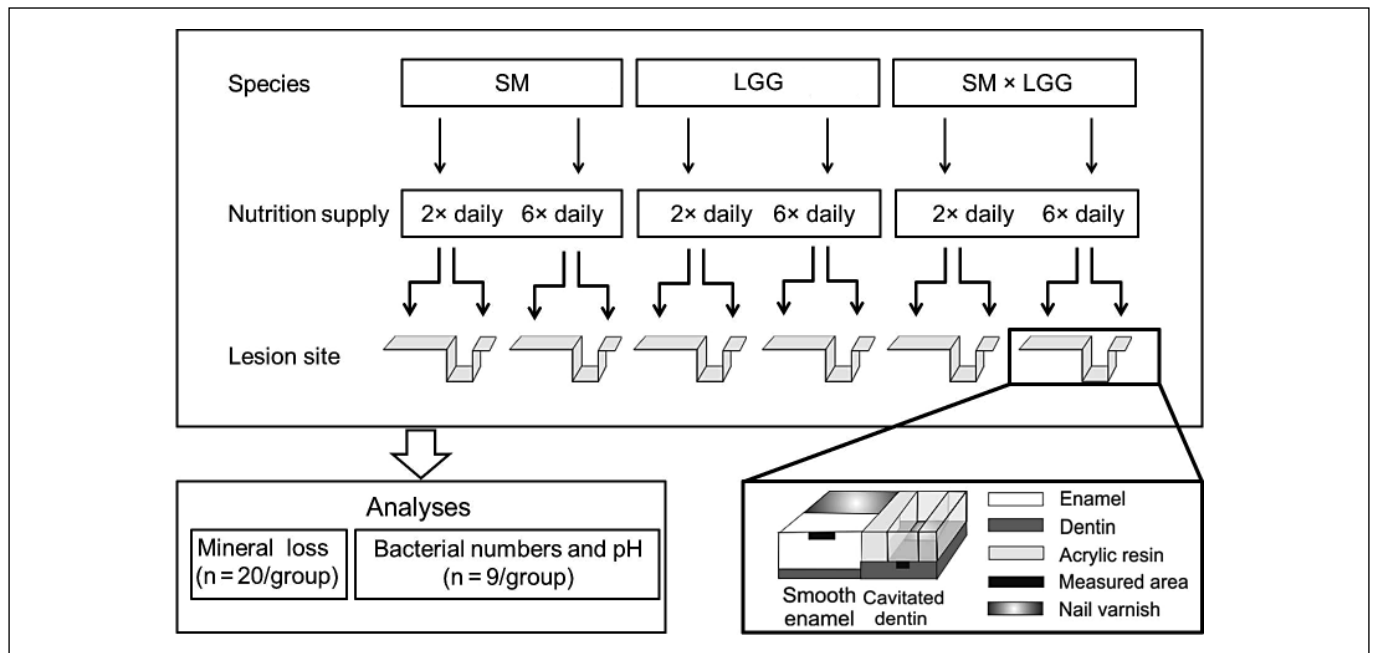 Species
SM
LGG
SM × LGG
Nutrition supply
2× daily 6× daily
2× daily 6× daily
2× daily 6× daily
Lesion site
Analyses
Mineral loss
(n = 20/group)
Bacterial numbers and pH
(n = 9/group)
Smooth
enamel
Cavitated
dentin
Enamel
Dentin
Acrylic resin
Measured area
Nail varnish